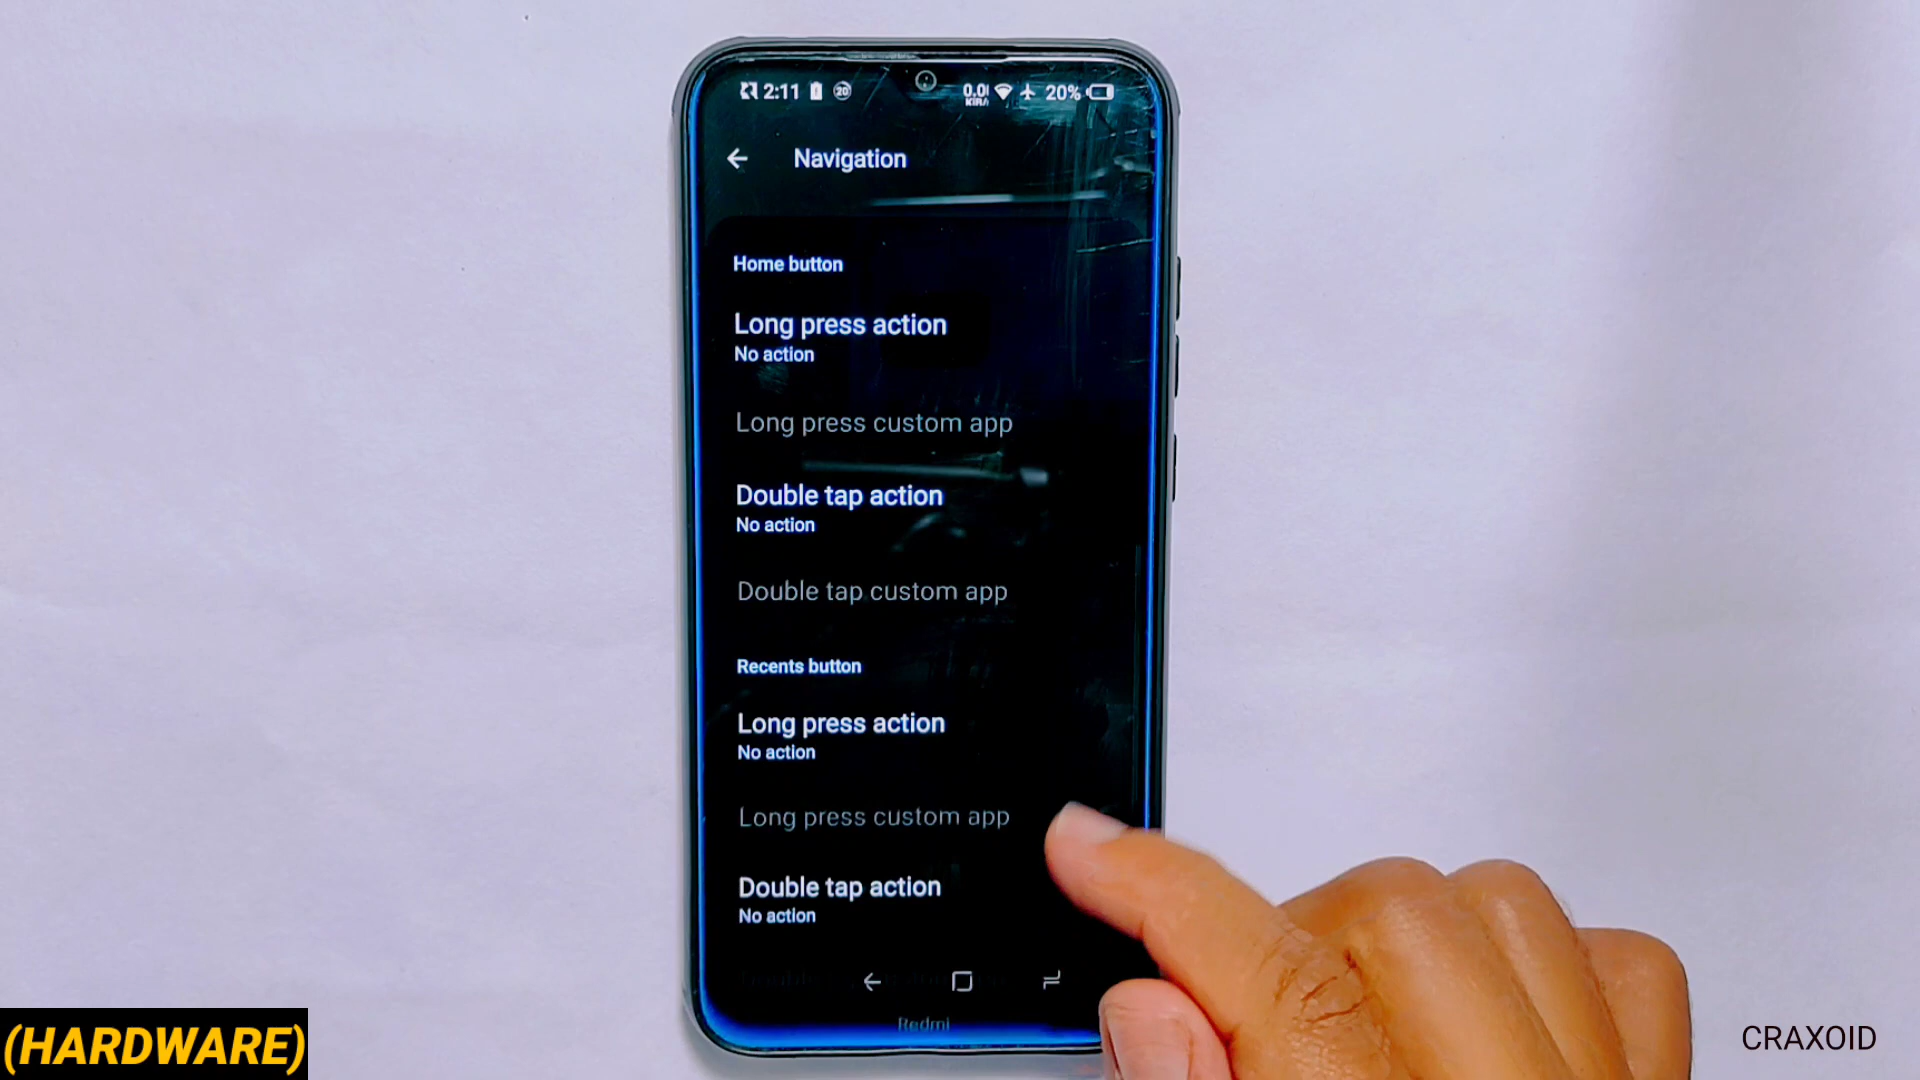 2:11
20
20%
Navigation
Home button
Long press action
No action
Long press custom app
Double tap action
No action
Double tap custom app
Recents button
Long press action
No action
Long press custom app
Double tap action
No action
Redmi
(HARDWARE)
CRAXOID